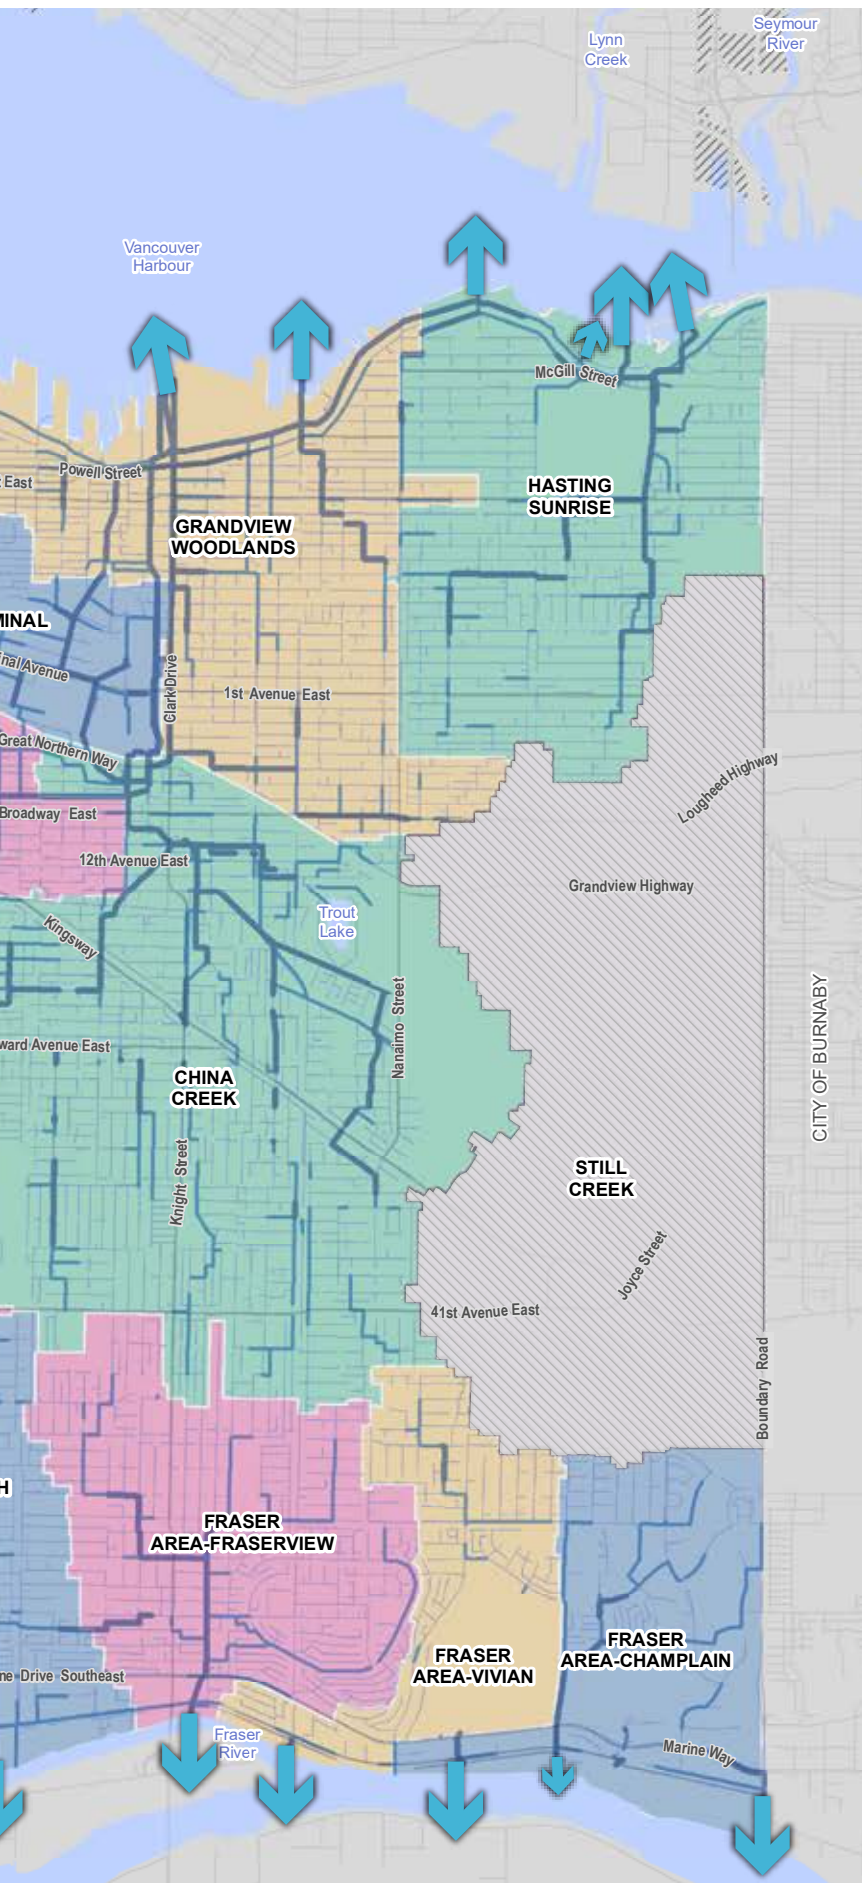 Seymour
River
Lynn
Creek
Vancouver
Harbour
McGill Street
Powell Street
East
HASTING
SUNRISE
GRANDVIEW
WOODLANDS
MINAL
nal Avenue
Clark Drive
1st Avenue East
Great Northern Way
Lougheed Highway
Broadway East
12th Avenue East
Grandview Highway
Trout
Lake
Kingsway
Nanaimo Street
CITY OF BURNABY
ward Avenue East
CHINA
CREEK
Knight Street
STILL
CREEK
Joyce Street
41st Avenue East
Boundary Road
H
FRASER
AREA-FRASERVIEW
FRASER
AREA-VIVIAN
FRASER
AREA-CHAMPLAIN
ne Drive Southeast
Fraser
River
Marine Way